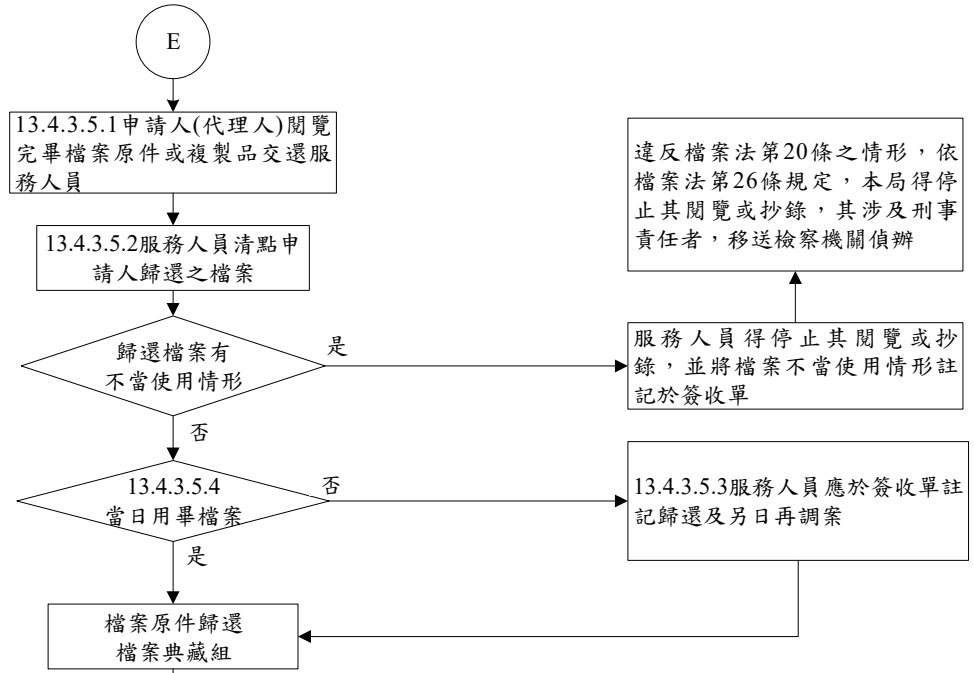 E
13.4.3.5.1申請人(代理人)閱覽
完畢檔案原件或複製品交還服
務人員
違反檔案法第20條之情形，依
檔案法第26條規定，本局得停
止其閱覽或抄錄，其涉及刑事
責任者，移送檢察機關偵辦
13.4.3.5.2服務人員清點申
請人歸還之檔案
歸還檔案有
不當使用情形
是
服務人員得停止其閱覽或抄
錄，並將檔案不當使用情形註
記於簽收單
否
13.4.3.5.4
當日用畢檔案
否
13.4.3.5.3服務人員應於簽收單註
記歸還及另日再調案
是
檔案原件歸還
檔案典藏組